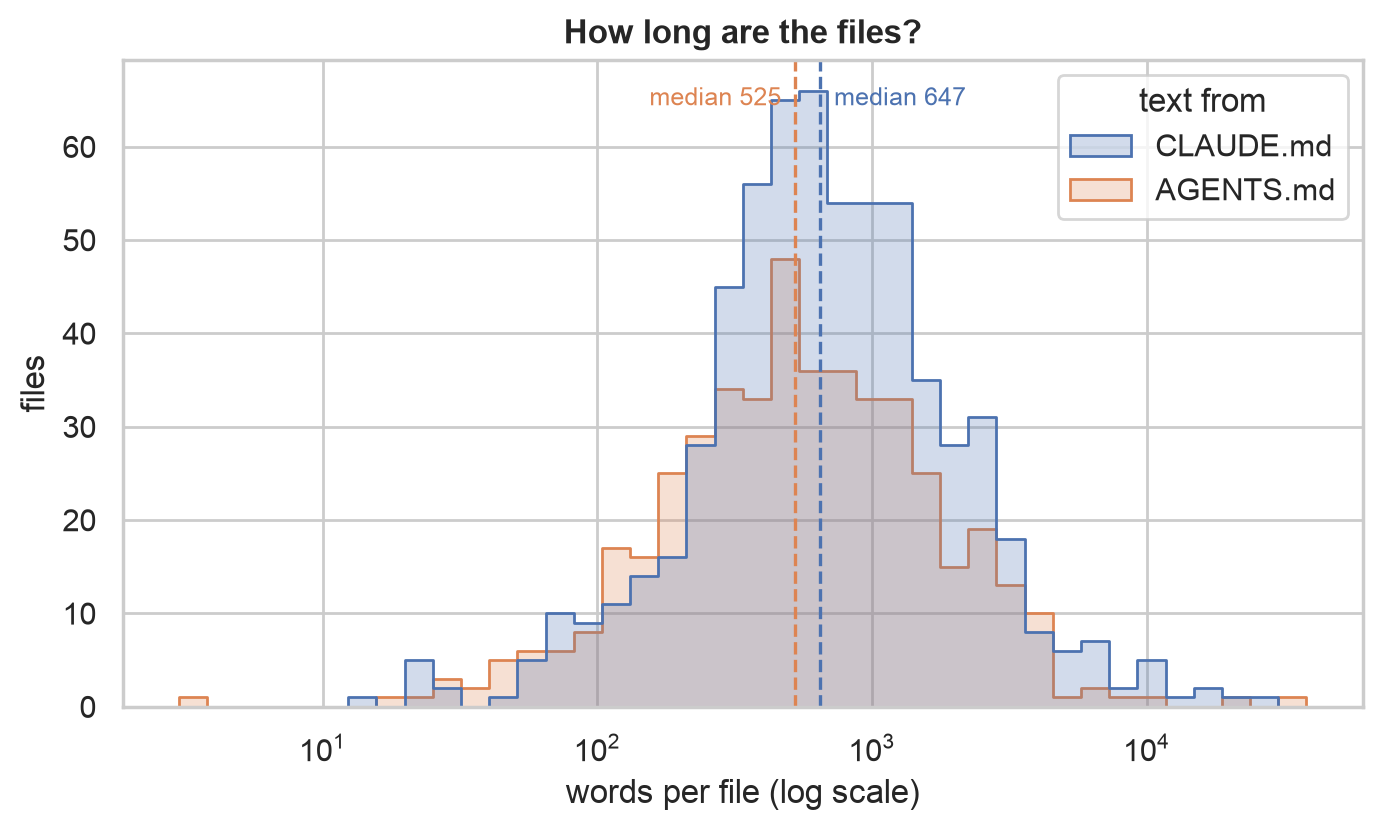 How long are the files?
median 525
median 647
text from
CLAUDE.md
AGENTS.md
60
50
40
30
20
10
0
files
10¹
10²
10³
10⁴
words per file (log scale)